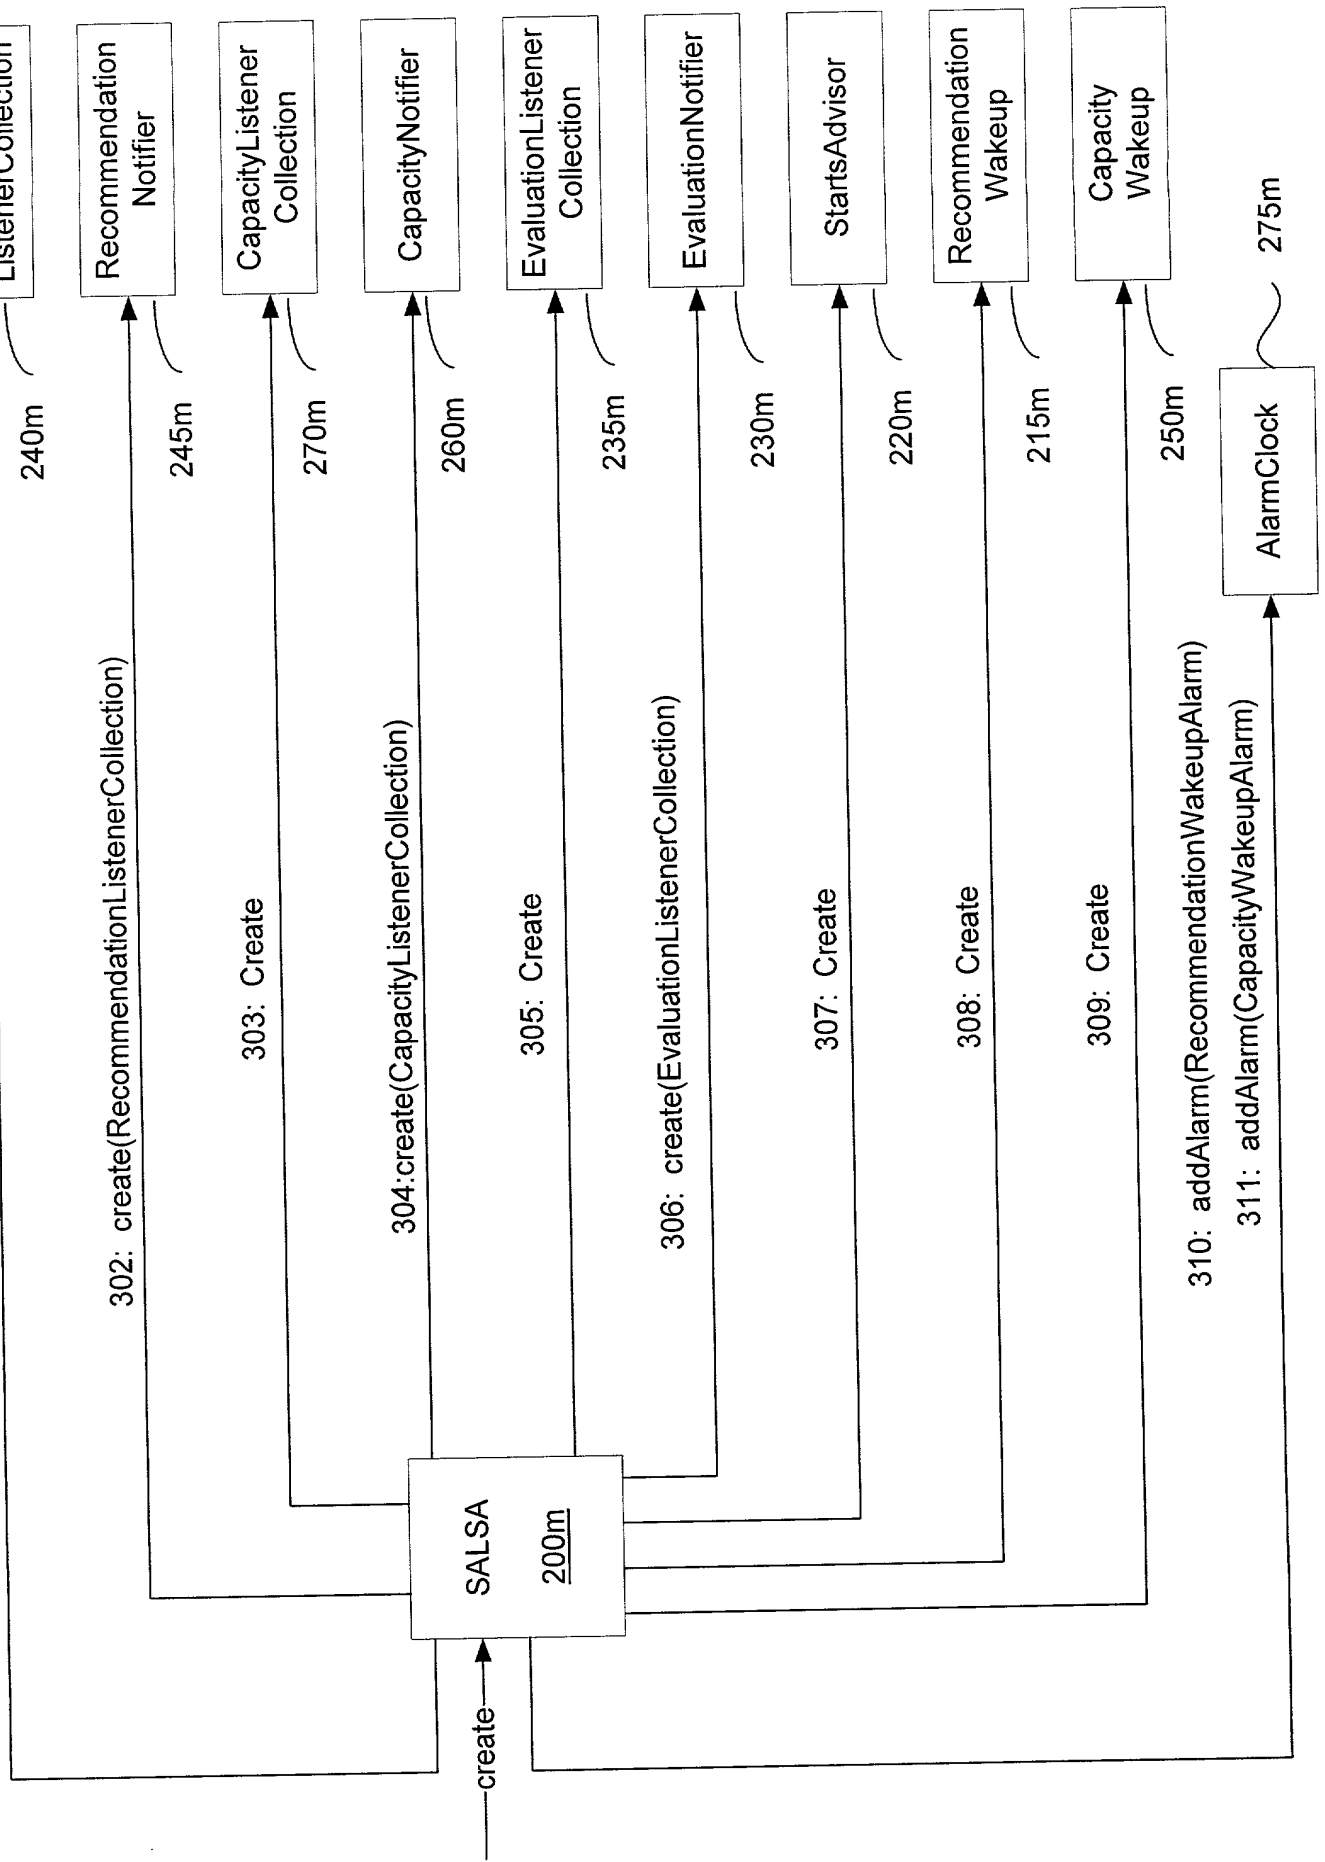 ListenerCollection
240m
Recommendation
Notifier
245m
302: create(RecommendationListenerCollection)
CapacityListener
Collection
270m
303: Create
CapacityNotifier
260m
304:create(CapacityListenerCollection)
EvaluationListener
Collection
235m
305: Create
EvaluationNotifier
230m
306: create(EvaluationListenerCollection)
StartsAdvisor
220m
307: Create
Recommendation
Wakeup
215m
308: Create
Capacity
Wakeup
250m
309: Create
AlarmClock
275m
310: addAlarm(RecommendationWakeupAlarm)
311: addAlarm(CapacityWakeupAlarm)
SALSA
200m
create